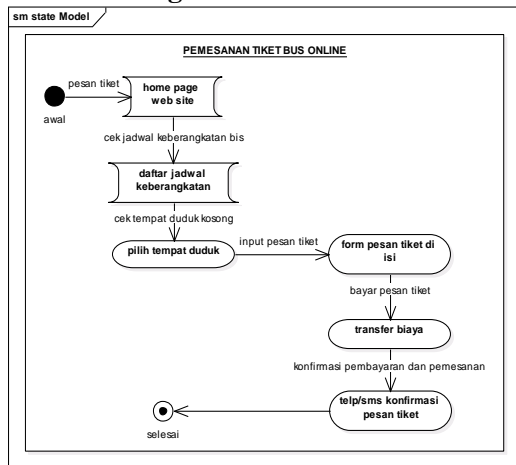 sm state Model
PEMESANAN TIKET BUS ONLINE
pesan tiket
home page
web site
awal
cek jadwal keberangkatan bis
daftar jadwal
keberangkatan
cek tempat duduk kosong
pilih tempat duduk
input pesan tiket
form pesan tiket di
isi
bayar pesan tiket
transfer biaya
konfirmasi pembayaran dan pemesanan
telp/sms konfirmasi
pesan tiket
selesai